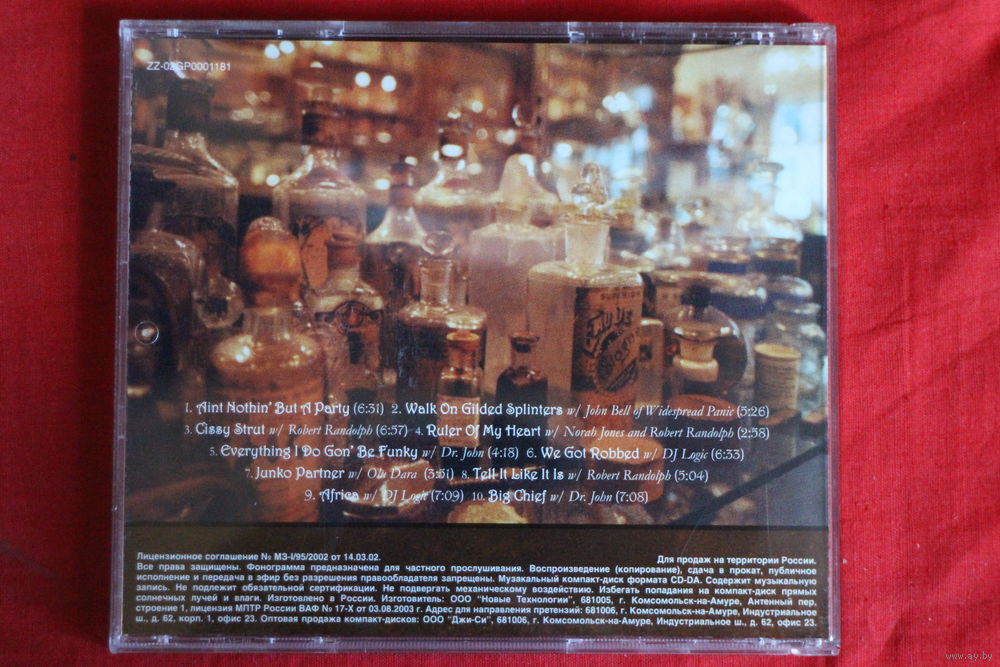 ZZ-02GP0001181
SUPERIOR
1. Aint Nothin' But A Party (6:31) 2. Walk On Gilded Splinters w/ John Bell of Widespread Panic (5:26)
3. Cissy Strut w/ Robert Randolph (6:57) 4. Ruler Of My Heart w/ Norah Jones and Robert Randolph (2:58)
5. Everything I Do Gon' Be Funky w/ Dr. John (4:18) 6. We Got Robbed w/ DJ Logic (6:33)
7. Junko Partner w/ Olu Dara (3:51) 8. Tell It Like It Is w/ Robert Randolph (5:04)
9. Africa w/ DJ Logic (7:09) 10. Big Chief w/ Dr. John (7:08)
Лицензионное соглашение № МЗ-I/95/2002 от 14.03.02. Для продаж на территории России.
Все права защищены. Фонограмма предназначена для частного прослушивания. Воспроизведение (копирование), сдача в прокат, публичное
исполнение и передача в эфир без разрешения правообладателя запрещены. Музакальный компакт-диск формата CD-DA. Содержит музыкальную
запись. Не подлежит обязательной сертификации. Не подвергать механическому воздействию. Избегать попадания на компакт-диск прямых
солнечных лучей и влаги. Изготовлено в России. Изготовитель: ООО "Новые Технологии", 681005, г. Комсомольск-на-Амуре, Антенный пер,
строение 1, лицензия МПТР России ВАФ № 17-X от 03.08.2003 г. Адрес для направления претензий: 681006, г. Комсомольск-на-Амуре, Индустриальное
ш., д. 62, корп. 1, офис 23. Оптовая продажа компакт-дисков: ООО "Джи-Си", 681006, г. Комсомольск-на-Амуре, Индустриальное ш., д. 62, офис 23.
www.ay.by